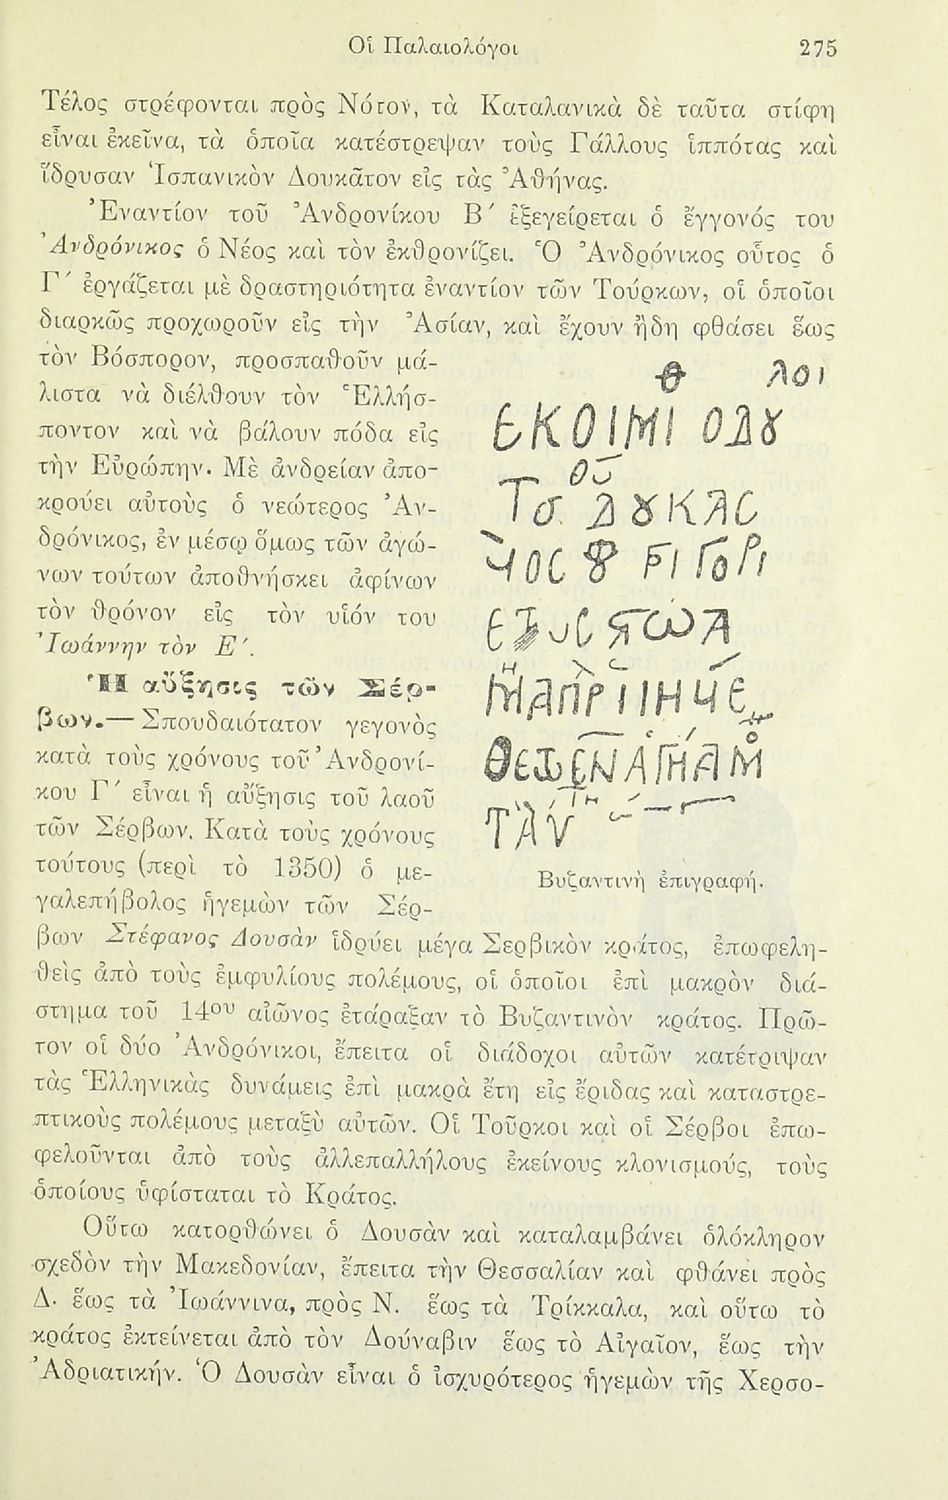 Οἱ Παλαιολόγοι 275
Τέλος στρέφονται πρὸς Νότον, τὰ Καταλανικὰ δὲ ταῦτα στίφη
εἶναι ἐκεῖνα, τὰ ὁποῖα κατέστρεψαν τοὺς Γάλλους ἱππότας καὶ
ἵδρυσαν Ἱσπανικὸν Δουκᾶτον εἰς τὰς Ἀθήνας.
Ἐναντίον τοῦ Ἀνδρονίκου Β΄ ἐξεγείρεται ὁ ἔγγονός του
Ἀνδρόνικος ὁ Νέος καὶ τὸν ἐκθρονίζει. Ὁ Ἀνδρόνικος οὗτος ὁ
Γ΄ ἐργάζεται μὲ δραστηριότητα ἐναντίον τῶν Τούρκων, οἱ ὁποῖοι
διαρκῶς προχωροῦν εἰς τὴν Ἀσίαν, καὶ ἔχουν ἤδη φθάσει ἕως
τὸν Βόσπορον, προσπαθοῦν μά-
λιστα νὰ διέλθουν τὸν Ἑλλήσ-
ποντον καὶ νὰ βάλουν πόδα εἰς
τὴν Εὐρώπην. Μὲ ἀνδρείαν ἀπο-
κρούει αὐτοὺς ὁ νεώτερος Ἀν-
δρόνικος, ἐν μέσῳ ὅμως τῶν ἀγώ-
νων τούτων ἀποθνήσκει ἀφίνων
τὸν θρόνον εἰς τὸν υἱόν του
Ἰωάννην τὸν Ε΄.
Ἡ αὔξησις τῶν Σέρ-
βων.— Σπουδαιότατον γεγονὸς
κατὰ τοὺς χρόνους τοῦ Ἀνδρονί-
κου Γ΄ εἶναι ἡ αὔξησις τοῦ λαοῦ
τῶν Σέρβων. Κατὰ τοὺς χρόνους
τούτους (περὶ τὸ 1350) ὁ με-
γαλεπήβολος ἡγεμὼν τῶν Σέρ-
βων Στέφανος Δουσὰν ἱδρύει μέγα Σερβικὸν κράτος, ἐπωφελη-
θεὶς ἀπὸ τοὺς ἐμφυλίους πολέμους, οἱ ὁποῖοι ἐπὶ μακρὸν διά-
στημα τοῦ 14ου αἰῶνος ἐτάραξαν τὸ Βυζαντινὸν κράτος. Πρῶ-
τον οἱ δύο Ἀνδρόνικοι, ἔπειτα οἱ διάδοχοι αὐτῶν κατέτριψαν
τὰς Ἑλληνικὰς δυνάμεις ἐπὶ μακρὰ ἔτη εἰς ἔριδας καὶ καταστρε-
πτικοὺς πολέμους μεταξὺ αὐτῶν. Οἱ Τοῦρκοι καὶ οἱ Σέρβοι ἐπω-
φελοῦνται ἀπὸ τοὺς ἀλλεπαλλήλους ἐκείνους κλονισμούς, τοὺς
ὁποίους ὑφίσταται τὸ Κράτος.
Οὕτω κατορθώνει ὁ Δουσὰν καὶ καταλαμβάνει ὁλόκληρον
σχεδὸν τὴν Μακεδονίαν, ἔπειτα τὴν Θεσσαλίαν καὶ φθάνει πρὸς
Δ. ἕως τὰ Ἰωάννινα, πρὸς Ν. ἕως τὰ Τρίκκαλα, καὶ οὕτω τὸ
κράτος ἐκτείνεται ἀπὸ τὸν Δούναβιν ἕως τὸ Αἰγαῖον, ἕως τὴν
Ἀδριατικήν. Ὁ Δουσὰν εἶναι ὁ ἰσχυρότερος ἡγεμὼν τῆς Χερσο-
Βυζαντινὴ ἐπιγραφή.